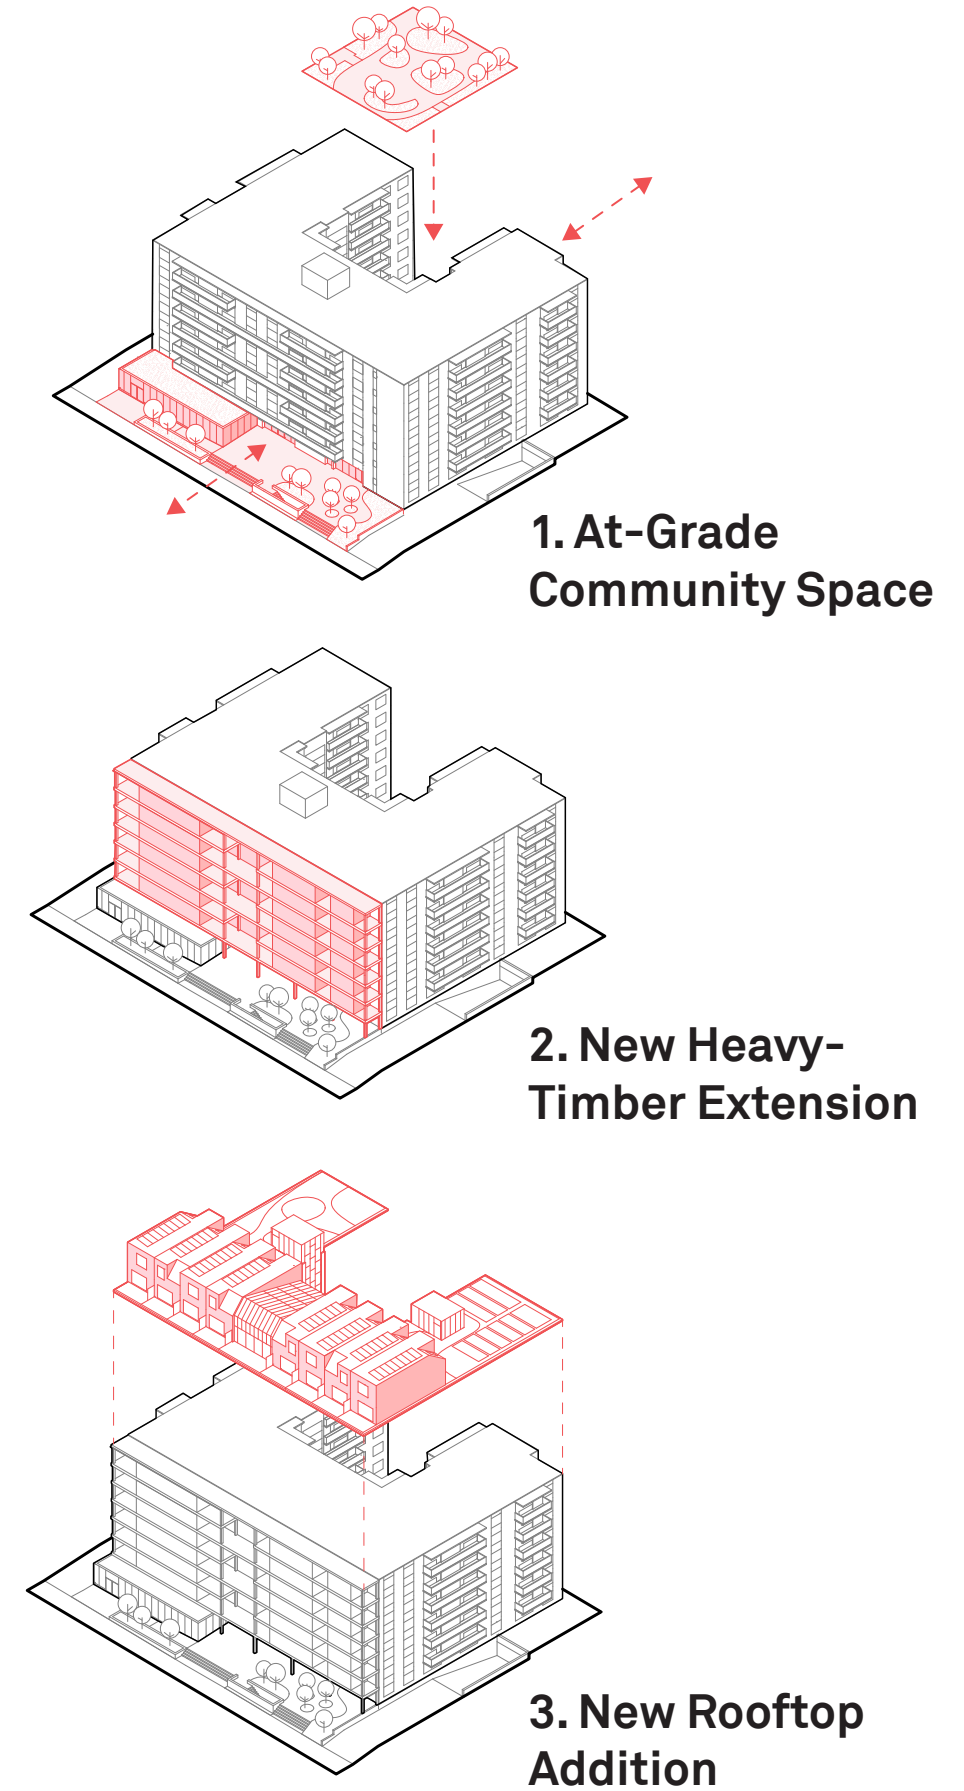 1. At-Grade
Community Space
2. New Heavy-
Timber Extension
3. New Rooftop
Addition